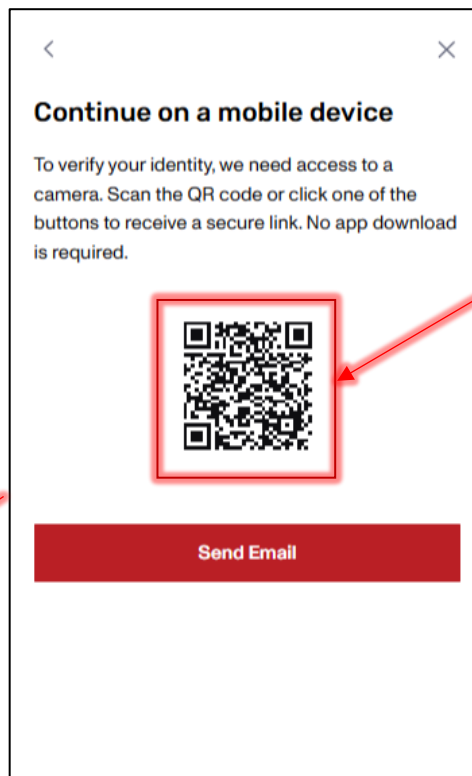 Continue on a mobile device
To verify your identity, we need access to a
camera. Scan the QR code or click one of the
buttons to receive a secure link. No app download
is required.
Send Email